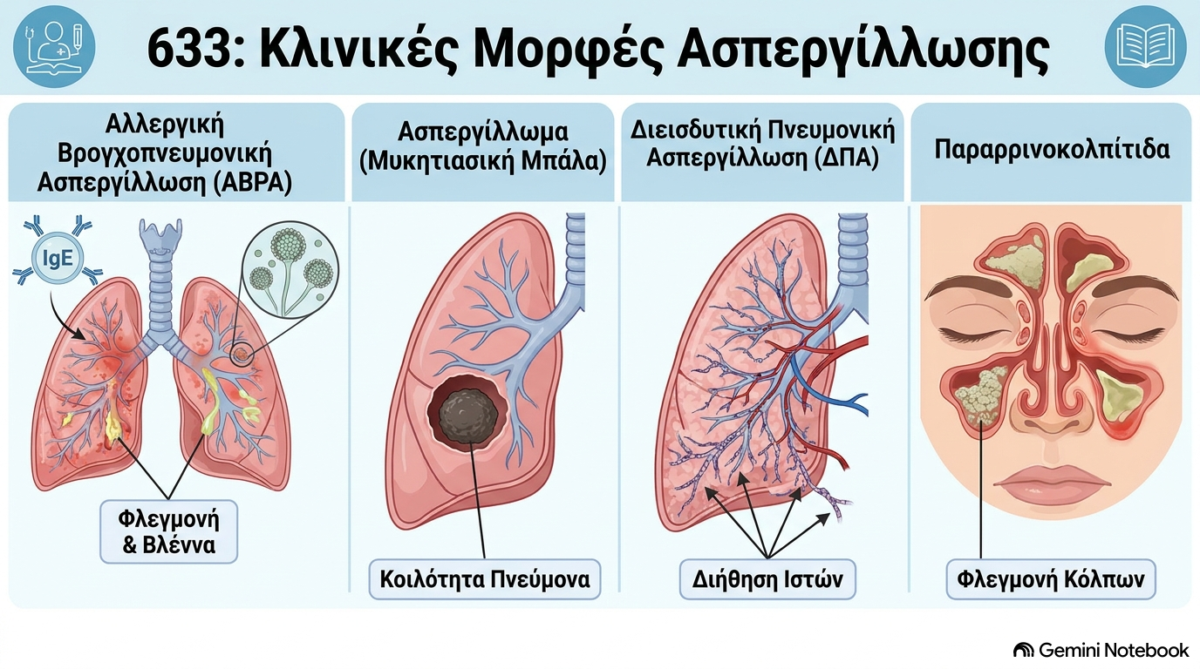 633: Κλινικές Μορφές Ασπεργίλλωσης
Αλλεργική
Βρογχοπνευμονική
Ασπεργίλλωση (ABPA)
Ασπεργίλλωμα
(Μυκητιασική Μπάλα)
Διεισδυτική Πνευμονική
Ασπεργίλλωση (ΔΠΑ)
Παραρρινοκολπίτιδα
IgE
Φλεγμονή
& Βλέννα
Κοιλότητα Πνεύμονα
Διήθηση Ιστών
Φλεγμονή Κόλπων
Gemini Notebook